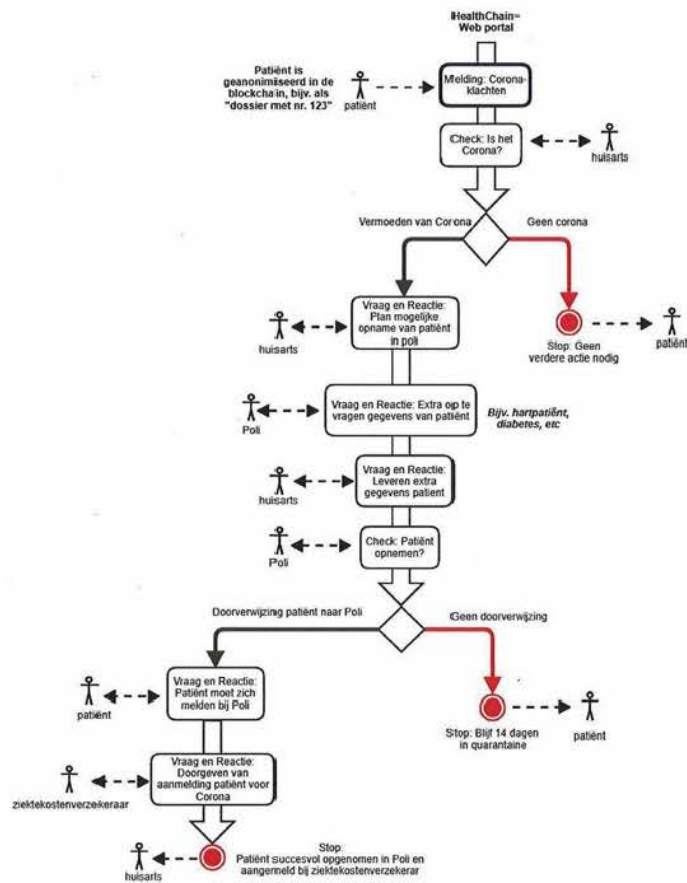 IHealthChain=
Web portal
Patiënt is
geanonimiseerd in de
blockchain, bijv. als
"dossier met nr. 123"
patiënt
Melding: Corona-
klachten
Check: Is het
Corona?
huisarts
Vermoeden van Corona
Geen corona
Vraag en Reactie:
Plan mogelijke
opname van patiënt
in poli
huisarts
Stop: Geen
verdere actie nodig
patiënt
Vraag en Reactie: Extra op te
vragen gegevens van patiënt
Poli
Bijv. hartpatiënt,
diabetes, etc
Vraag en Reactie:
Leveren extra
gegevens patient
huisarts
Check: Patiënt
opnemen?
Poli
Doorverwijzing patiënt naar Poli
Geen doorverwijzing
Vraag en Reactie:
Patiënt moet zich
melden bij Poli
patiënt
Stop: Blijf 14 dagen
in quarantaine
patiënt
Vraag en Reactie:
Doorgeven van
aanmelding patiënt voor
Corona
ziektekostenverzeikeraar
huisarts
Stop:
Patiënt succesvol opgenomen in Poli en
aangemeld bij ziektekostenverzekerar